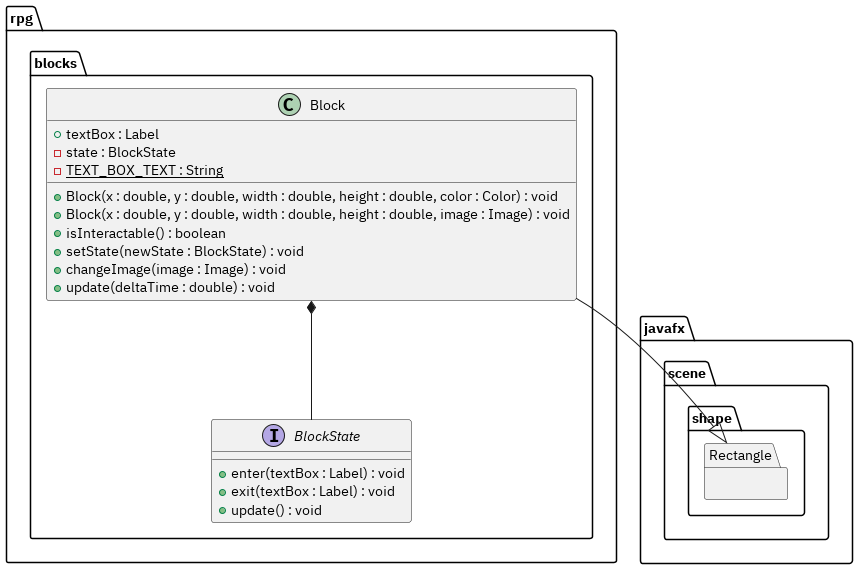 rpg
blocks
C Block
textBox : Label
state : BlockState
TEXT_BOX_TEXT : String
Block(x : double, y : double, width : double, height : double, color : Color) : void
Block(x : double, y : double, width : double, height : double, image : Image) : void
isInteractable() : boolean
setState(newState : BlockState) : void
changeImage(image : Image) : void
update(deltaTime : double) : void
I BlockState
enter(textBox : Label) : void
exit(textBox : Label) : void
update() : void
javafx
scene
shape
Rectangle